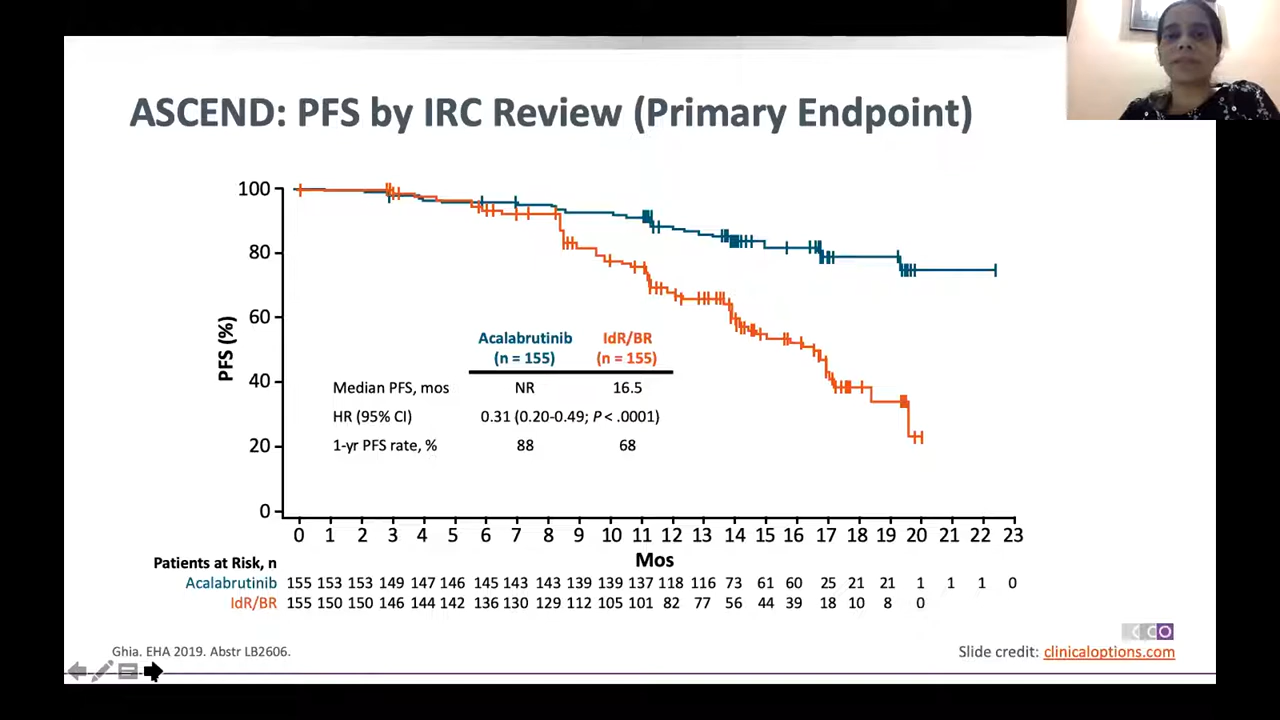 ASCEND: PFS by IRC Review (Primary Endpoint)
100
80
60
40
20
0
PFS (%)
Acalabrutinib IdR/BR
(n = 155) (n = 155)
Median PFS, mos NR 16.5
HR (95% CI) 0.31 (0.20-0.49; P < .0001)
1-yr PFS rate, % 88 68
0 1 2 3 4 5 6 7 8 9 10 11 12 13 14 15 16 17 18 19 20 21 22 23
Mos
Patients at Risk, n
Acalabrutinib 155 153 153 149 147 146 145 143 143 139 139 137 118 116 73 61 60 25 21 21 1 1 1 0
IdR/BR 155 150 150 146 144 142 136 130 129 112 105 101 82 77 56 44 39 18 10 8 0
CCO
Ghia. EHA 2019. Abstr LB2606.
Slide credit: clinicaloptions.com